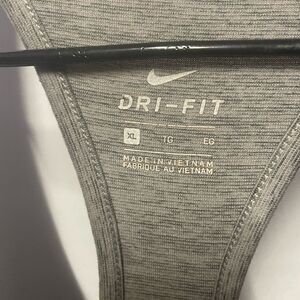 DRI-FIT
XL TG EG
MADE IN VIETNAM
FABRIQUÉ AU VIETNAM